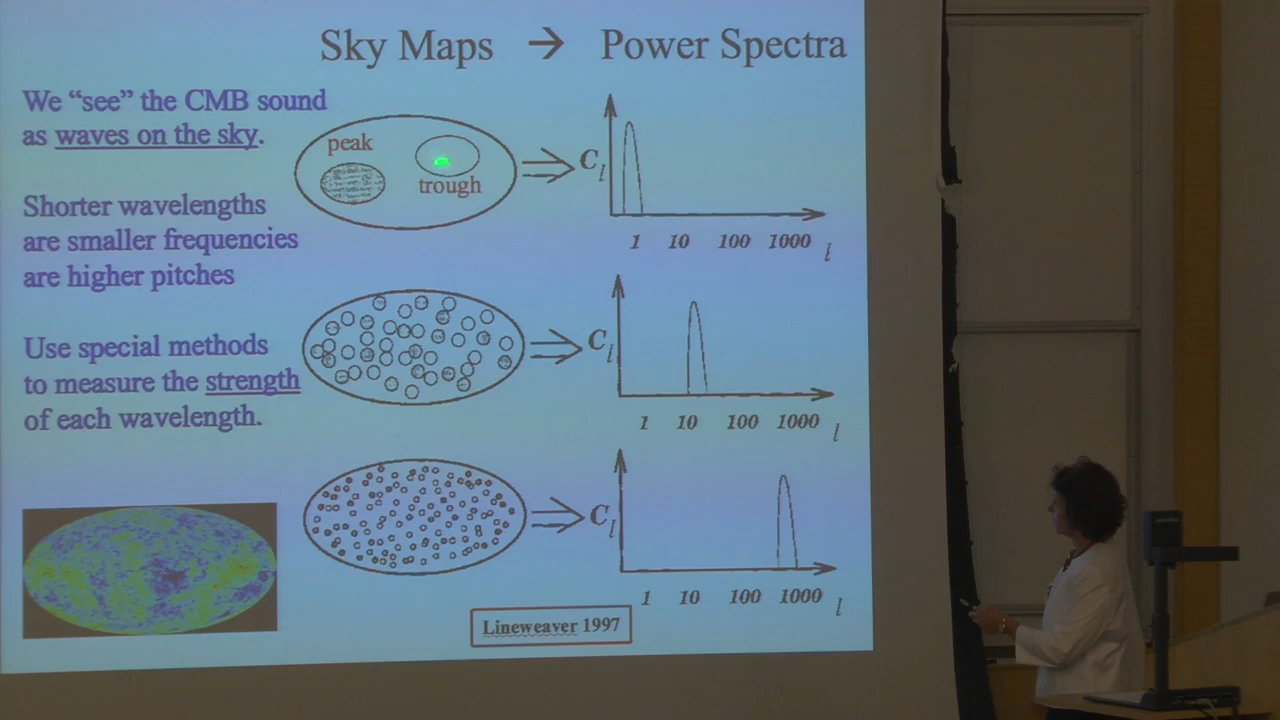 Sky Maps → Power Spectra
We “see” the CMB sound
as waves on the sky.
Shorter wavelengths
are smaller frequencies
are higher pitches
Use special methods
to measure the strength
of each wavelength.
peak
trough
C_l
1 10 100 1000 l
C_l
1 10 100 1000 l
C_l
1 10 100 1000 l
Lineweaver 1997